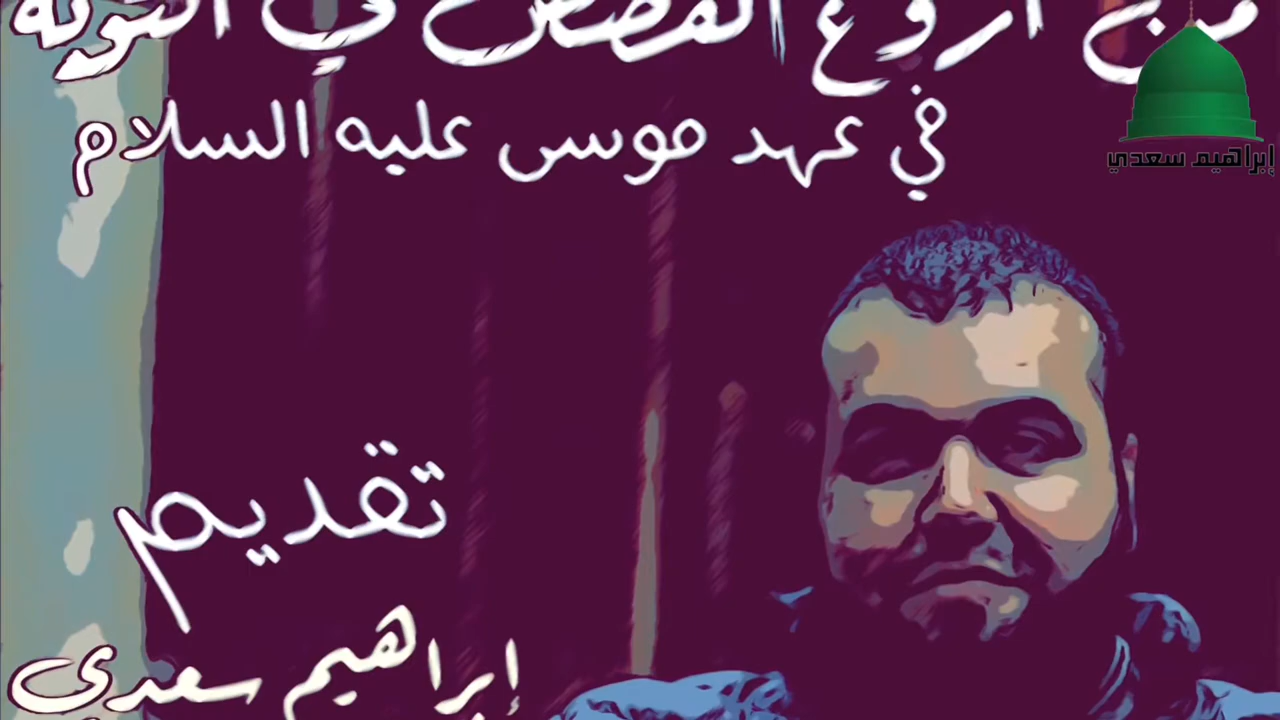 من أروع القصص في التوبة
في عهد موسى عليه السلام
إبراهيم سعدي
تقديم
إبراهيم سعدي